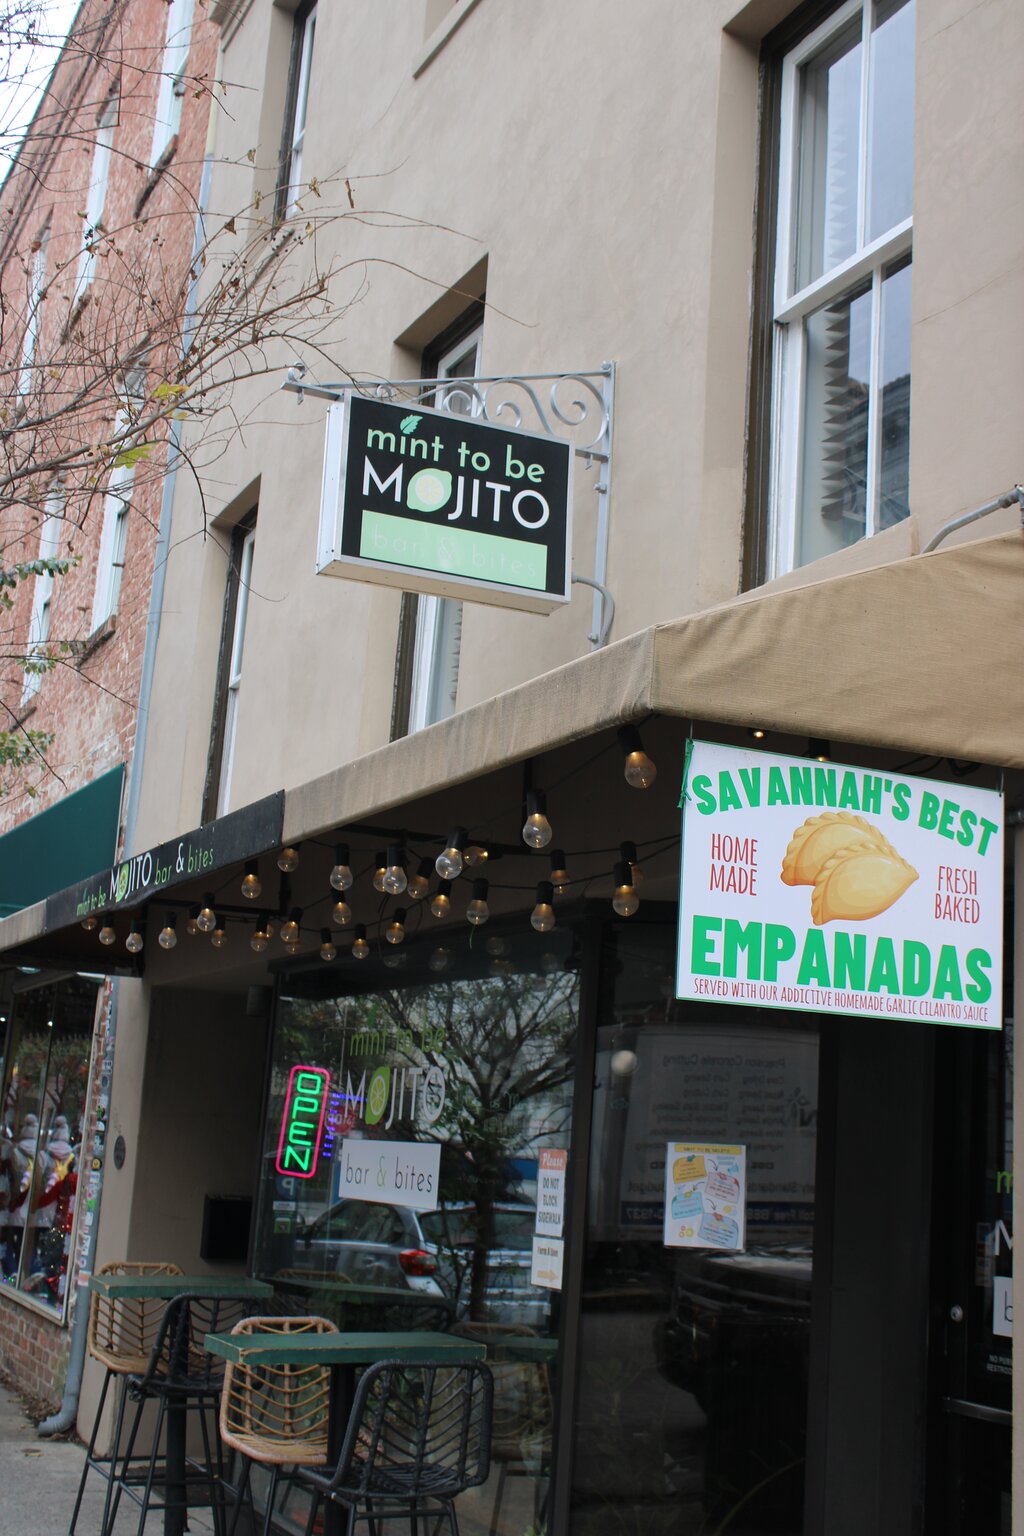 mint to be
MOJITO
bar & bites
SAVANNAH'S BEST
HOME
MADE
FRESH
BAKED
EMPANADAS
SERVED WITH OUR ADDICTIVE HOMEMADE GARLIC CILANTRO SAUCE
mint to be MOJITO bar & bites
mint to be
MOJITO
bar & bites
OPEN
Please
DO NOT
BLOCK
SIDEWALK